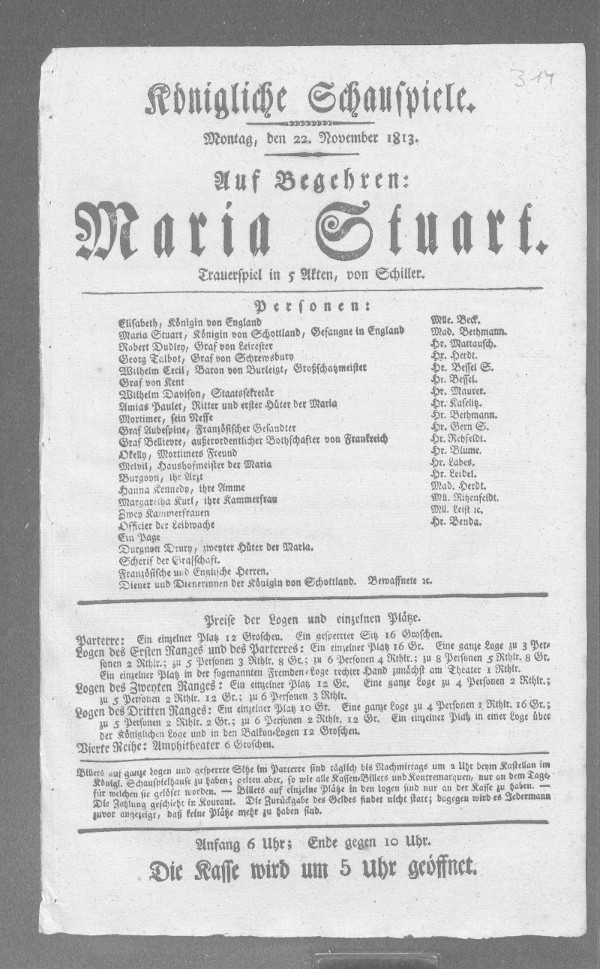 314
Königliche Schauspiele.
Montag, den 22. November 1813.
Auf Begehren:
Maria Stuart.
Trauerspiel in 5 Akten, von Schiller.
Personen:
Elisabeth, Königin von England Mlle. Beck.
Maria Stuart, Königin von Schottland, Gefangne in England Mad. Bethmann.
Robert Dudley, Graf von Leicester Hr. Mattausch.
Georg Talbot, Graf von Schrewsbury Hr. Herdt.
Wilhelm Cecil, Baron von Burleigt, Großschatzmeister Hr. Bessel S.
Graf von Kent Hr. Bessel.
Wilhelm Davison, Staatssekretär Hr. Maurer.
Amias Paulet, Ritter und erster Hüter der Maria Hr. Kaselitz.
Mortimer, sein Neffe Hr. Bethmann.
Graf Aubespine, Französischer Gesandter Hr. Gern S.
Graf Bellievre, außerordentlicher Bothschafter von Frankreich Hr. Rehfeldt.
Okelly, Mortimers Freund Hr. Blume.
Melvil, Haushofmeister der Maria Hr. Labes.
Burgoyn, ihr Arzt Hr. Leidel.
Hanna Kennedy, ihre Amme Mad. Herdt.
Margaretha Kurl, ihre Kammerfrau Mll. Ritzenfeldt.
Zwey Kammerfrauen Mll. Leist ꝛc.
Officier der Leibwache Hr. Benda.
Ein Page
Durgnon Drury, zweyter Hüter der Maria.
Scherif der Grafschaft.
Französische und Englische Herren.
Diener und Dienerinnen der Königin von Schottland. Bewaffnete ꝛc.
Preise der Logen und einzelnen Plätze.
Parterre: Ein einzelner Platz 12 Groschen. Ein gesperrter Sitz 16 Groschen.
Logen des Ersten Ranges und des Parterres: Ein einzelner Platz 16 Gr. Eine ganze Loge zu 3 Per-
sonen 2 Rthlr.; zu 5 Personen 3 Rthlr. 8 Gr.; zu 6 Personen 4 Rthlr.; zu 8 Personen 5 Rthlr. 8 Gr.
Ein einzelner Platz in der sogenannten Fremden-Loge rechter Hand zunächst am Theater 1 Rthlr.
Logen des Zweyten Ranges: Ein einzelner Platz 12 Gr. Eine ganze Loge zu 4 Personen 2 Rthlr.;
zu 5 Personen 2 Rthlr. 12 Gr.; zu 6 Personen 3 Rthlr.
Logen des Dritten Ranges: Ein einzelner Platz 10 Gr. Eine ganze Loge zu 4 Personen 1 Rthlr. 16 Gr.;
zu 5 Personen 2 Rthlr. 2 Gr.; zu 6 Personen 2 Rthlr. 12 Gr. Ein einzelner Platz in einer Loge über
der Königlichen Loge und in den Balkon-Logen 12 Groschen.
Vierte Reihe: Amphitheater 6 Groschen.
Billets auf ganze Logen und gesperrte Sitze im Parterre sind täglich bis Nachmittags um 2 Uhr beym Kastellan im
Königl. Schauspielhause zu haben; gelten aber, so wie alle Kassen-Billets und Kontremarquen, nur an dem Tage,
für welchen sie gelöset worden. — Billets auf einzelne Plätze in den Logen sind nur an der Kasse zu haben. —
Die Zahlung geschieht in Kourant. Die Zurückgabe des Geldes findet nicht statt; dagegen wird es Jedermann
zuvor angezeigt, daß keine Plätze mehr zu haben sind.
Anfang 6 Uhr; Ende gegen 10 Uhr.
Die Kasse wird um 5 Uhr geöffnet.